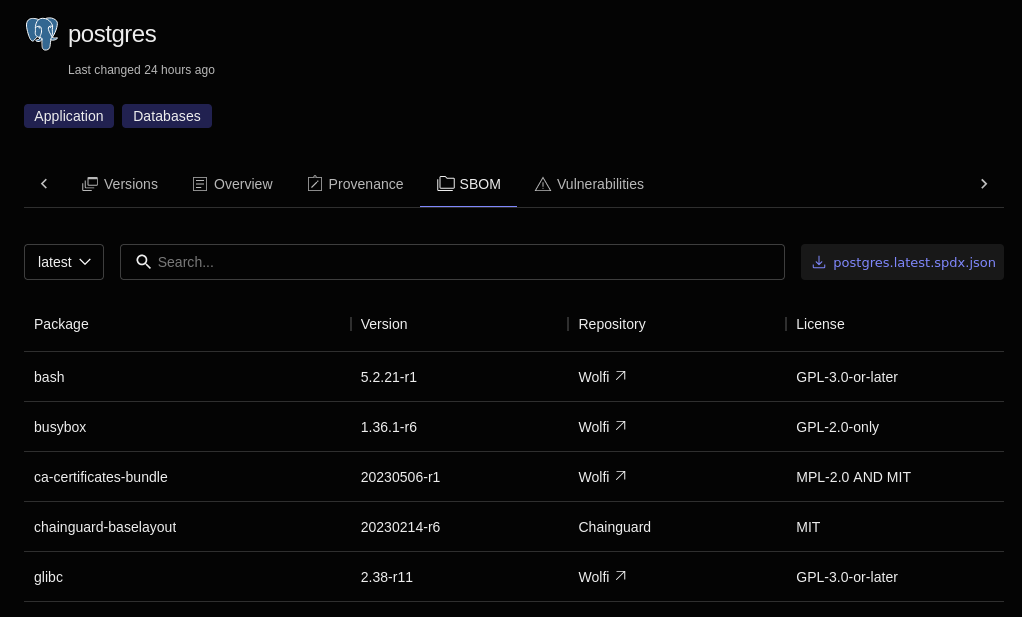 postgres
Last changed 24 hours ago
Application Databases
Versions Overview Provenance SBOM Vulnerabilities
latest Search... postgres.latest.spdx.json
Package Version Repository License
bash 5.2.21-r1 Wolfi GPL-3.0-or-later
busybox 1.36.1-r6 Wolfi GPL-2.0-only
ca-certificates-bundle 20230506-r1 Wolfi MPL-2.0 AND MIT
chainguard-baselayout 20230214-r6 Chainguard MIT
glibc 2.38-r11 Wolfi GPL-3.0-or-later